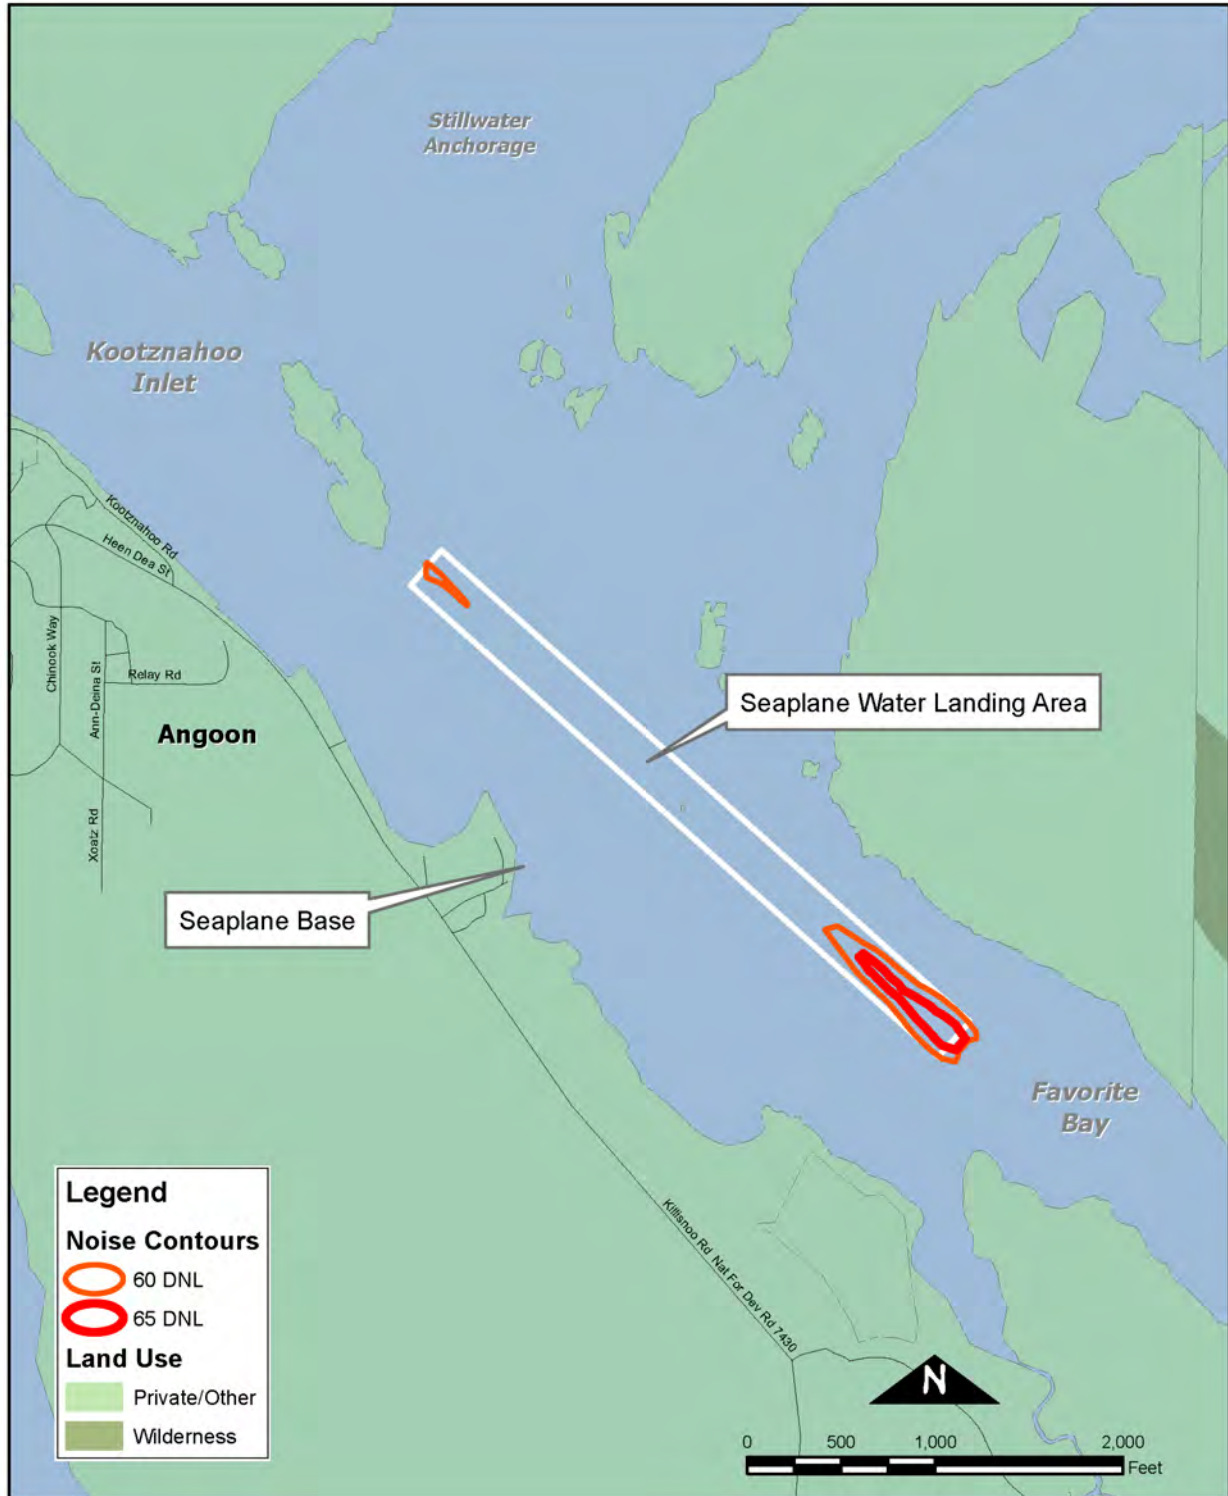 Stillwater
Anchorage
Kootznahoo
Inlet
Kootznahoo Rd
Heen Dea St
Chinook Way
Ann-Deina St
Relay Rd
Angoon
Xoatz Rd
Seaplane Water Landing Area
Seaplane Base
Favorite
Bay
Killisnoo Rd Nat For Dev Rd 7430
Legend
Noise Contours
60 DNL
65 DNL
Land Use
Private/Other
Wilderness
N
0 500 1,000 2,000
Feet